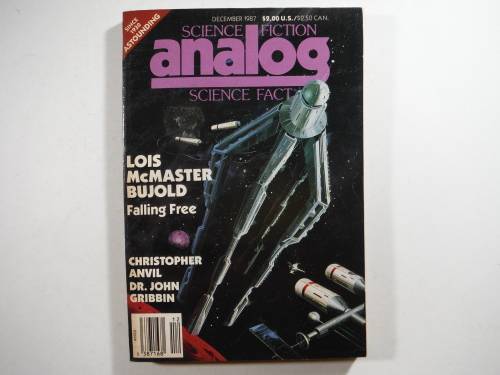 SINCE 1930
ASTOUNDING
DECEMBER 1987 $2.00 U.S./$2.50 CAN.
SCIENCE FICTION
analog
SCIENCE FACT
LOIS
McMASTER
BUJOLD
Falling Free
CHRISTOPHER
ANVIL
DR. JOHN
GRIBBIN
12